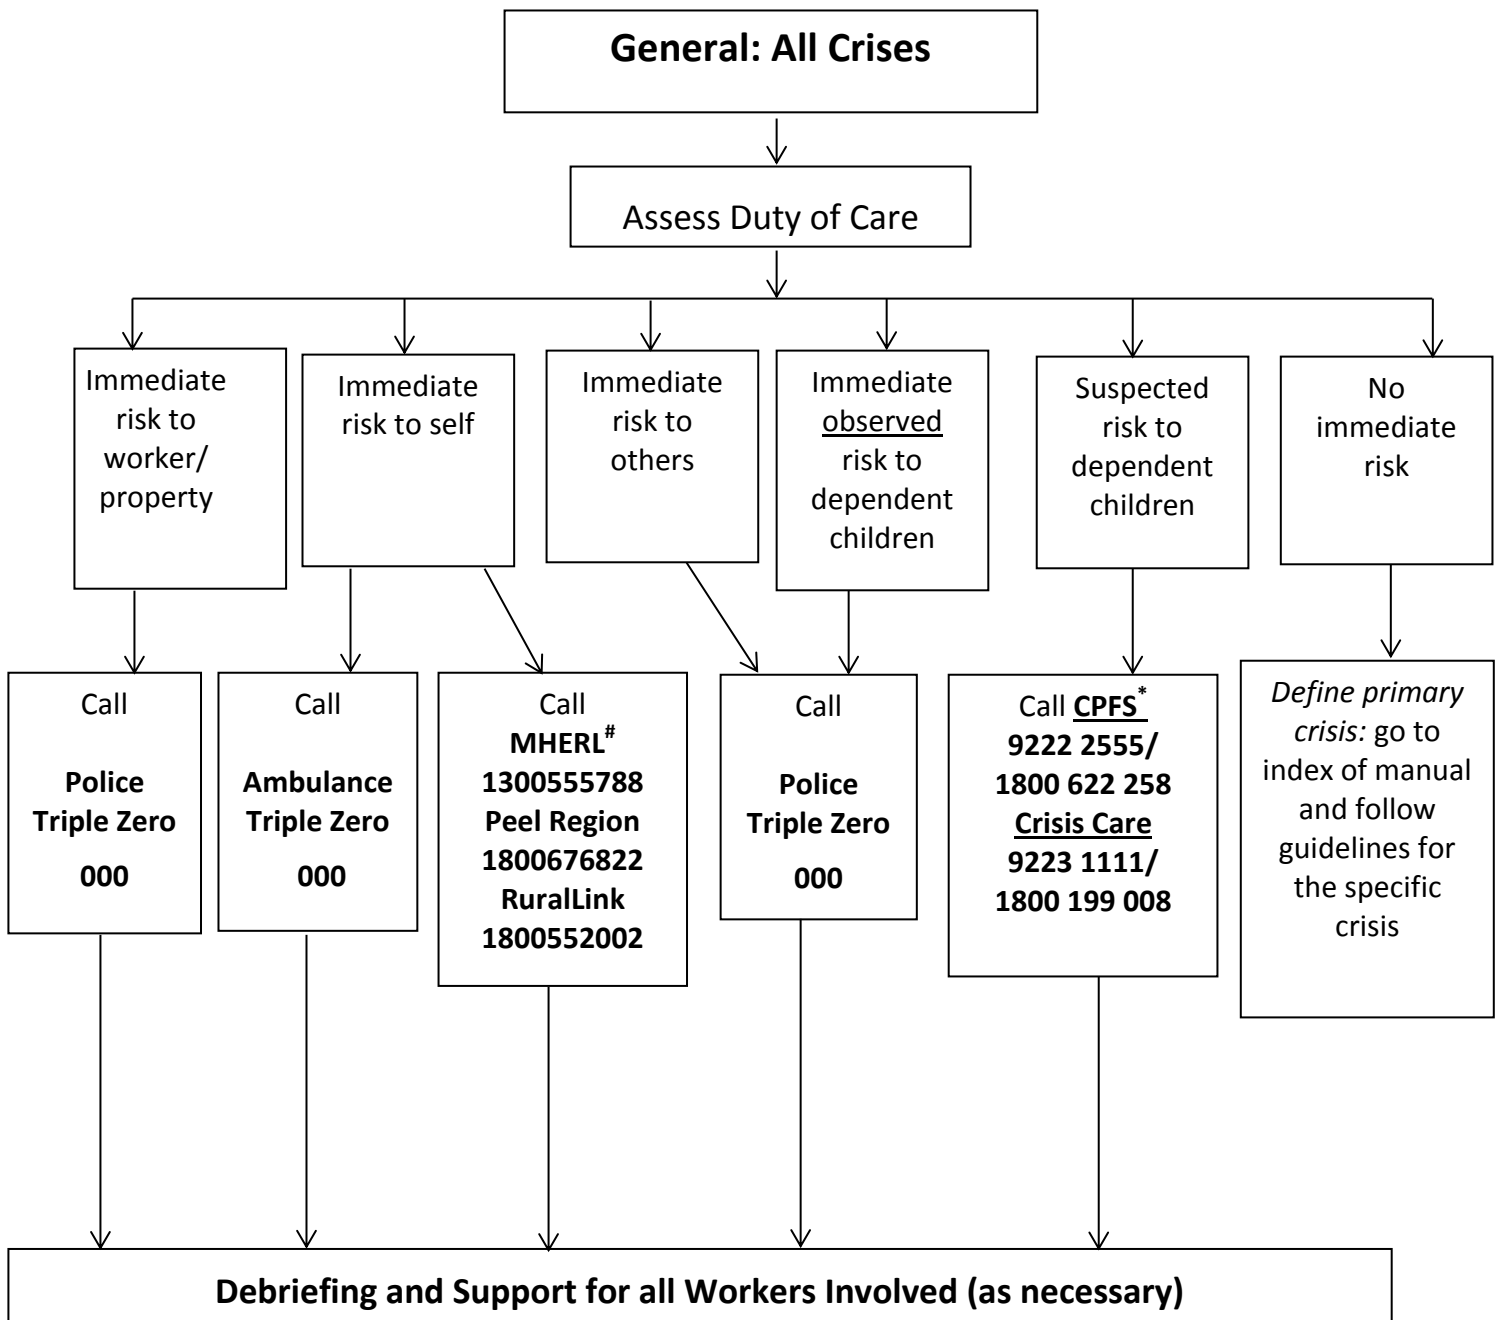 General: All Crises
Assess Duty of Care
Immediate
risk to
worker/
property
Immediate
risk to self
Immediate
risk to
others
Immediate
observed
risk to
dependent
children
Suspected
risk to
dependent
children
No
immediate
risk
Call
Police
Triple Zero
000
Call
Ambulance
Triple Zero
000
Call
MHERL#
1300555788
Peel Region
1800676822
RuralLink
1800552002
Call
Police
Triple Zero
000
Call CPFS*
9222 2555/
1800 622 258
Crisis Care
9223 1111/
1800 199 008
Define primary
crisis: go to
index of manual
and follow
guidelines for
the specific
crisis
Debriefing and Support for all Workers Involved (as necessary)